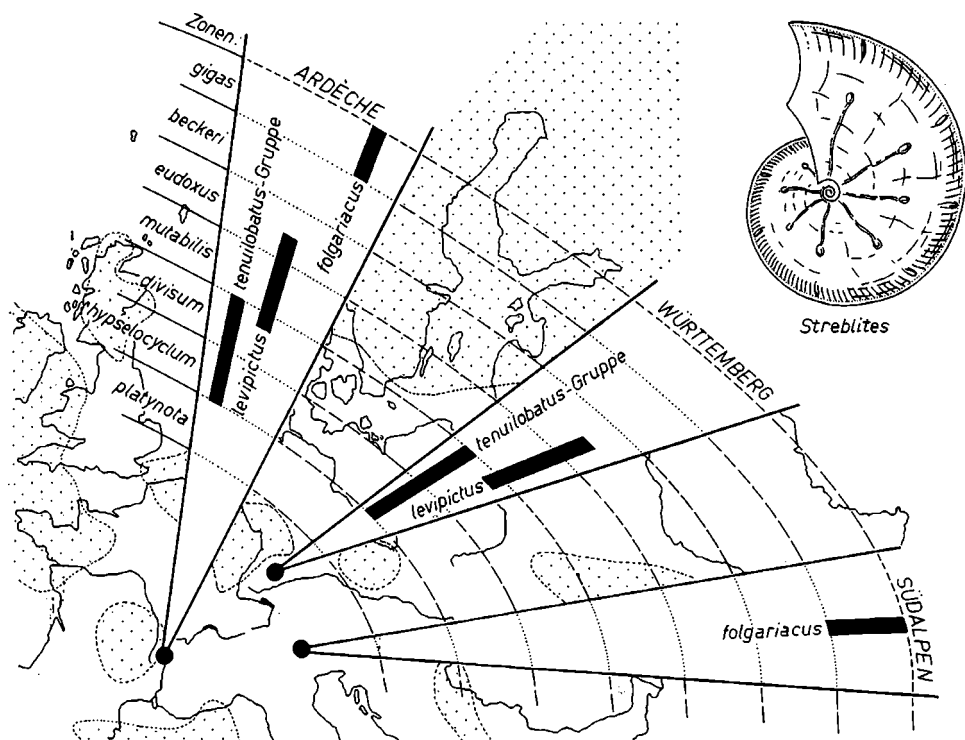 Zonen
gigas
beckeri
eudoxus
mutabilis
divisum
hypselocyclum
platynota
ARDÈCHE
tenuilobatus-Gruppe
levipictus
folgariacus
Streblites
WÜRTTEMBERG
tenuilobatus-Gruppe
levipictus
SÜDALPEN
folgariacus